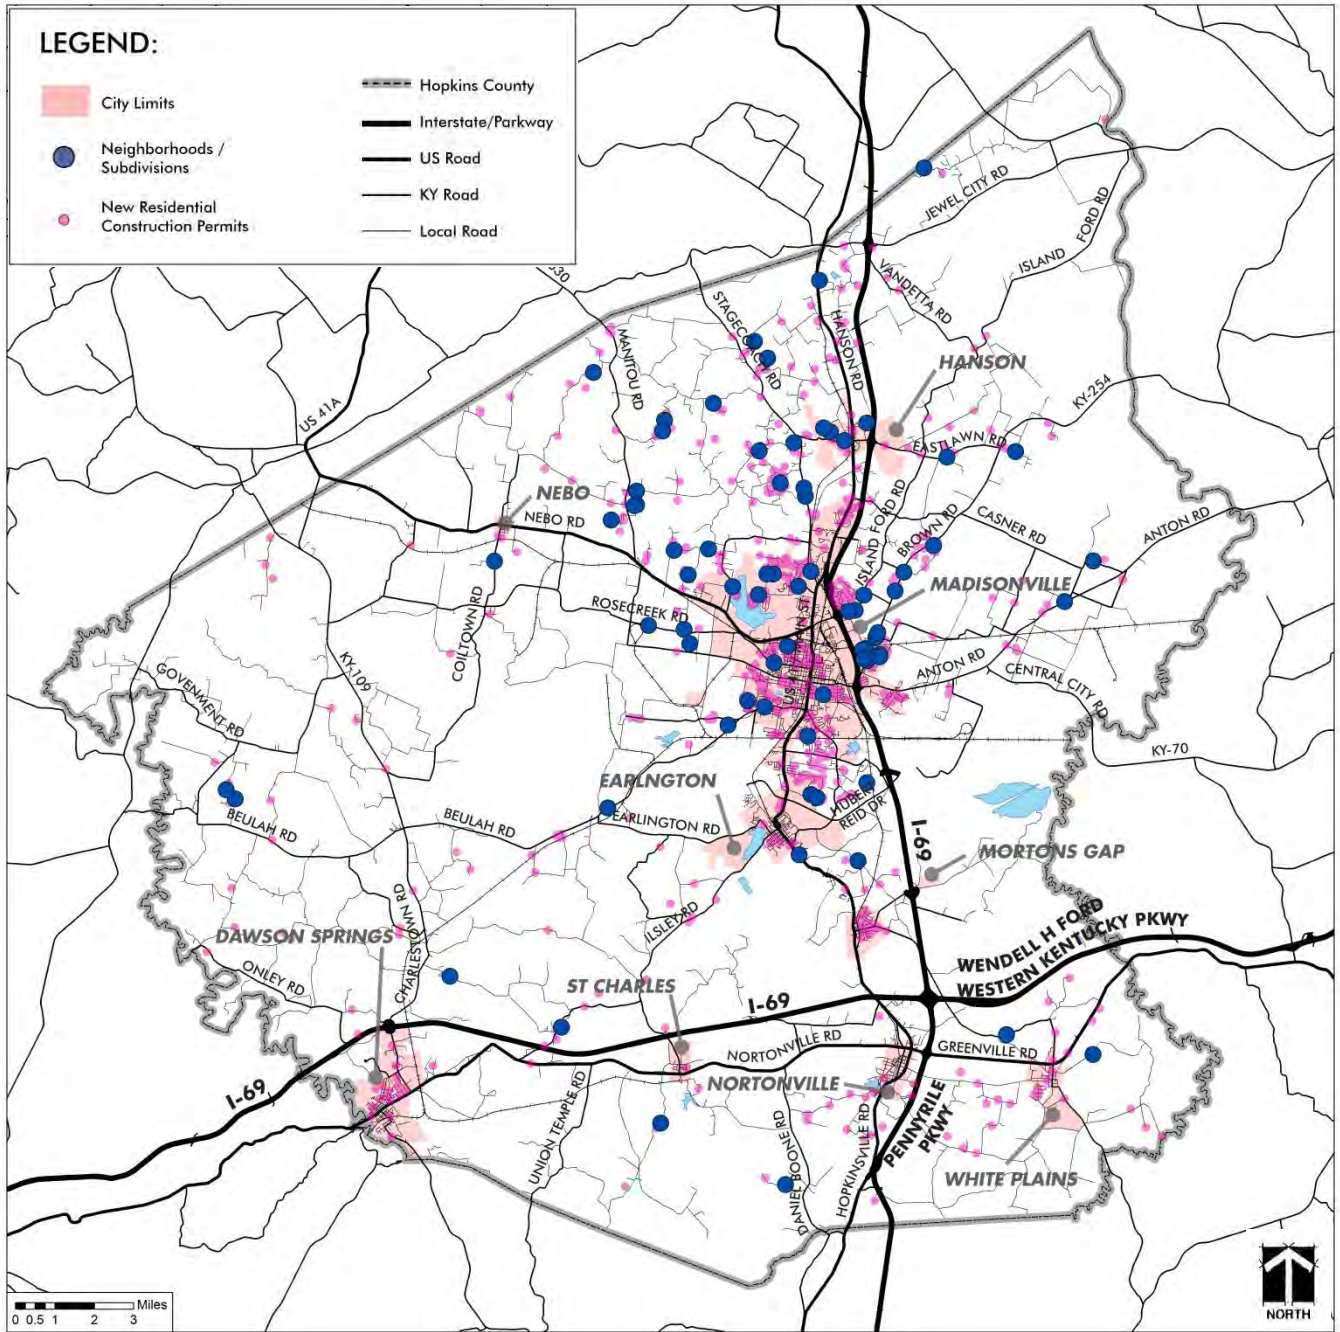 LEGEND:
City Limits
Neighborhoods /
Subdivisions
New Residential
Construction Permits
Hopkins County
Interstate/Parkway
US Road
KY Road
Local Road
JEWEL CITY RD
ISLAND FORD RD
VANDETTA RD
STAGECOACH RD
HANSON RD
MANITOU RD
US 41A
HANSON
KY-254
EASTLAWN RD
NEBO
NEBO RD
ISLAND FORD RD
BROWN RD
CASNER RD
ANTON RD
MADISONVILLE
ROSECREEK RD
COILTOWN RD
KY-109
GOVENMENT RD
ANTON RD
CENTRAL CITY RD
KY-70
EARLNGTON
BEULAH RD
BEULAH RD
EARLINGTON RD
HUBERT
REID DR
I-69
MORTONS GAP
ILSLEY RD
CHARLESTOWN RD
DAWSON SPRINGS
ONLEY RD
ST CHARLES
WENDELL H FORD
WESTERN KENTUCKY PKWY
I-69
NORTONVILLE RD
GREENVILLE RD
NORTONVILLE
I-69
UNION TEMPLE RD
DANIEL BOONE RD
HOPKINSVILLE RD
PENNYRILE
PKWY
WHITE PLAINS
Miles
0 0.5 1 2 3
NORTH